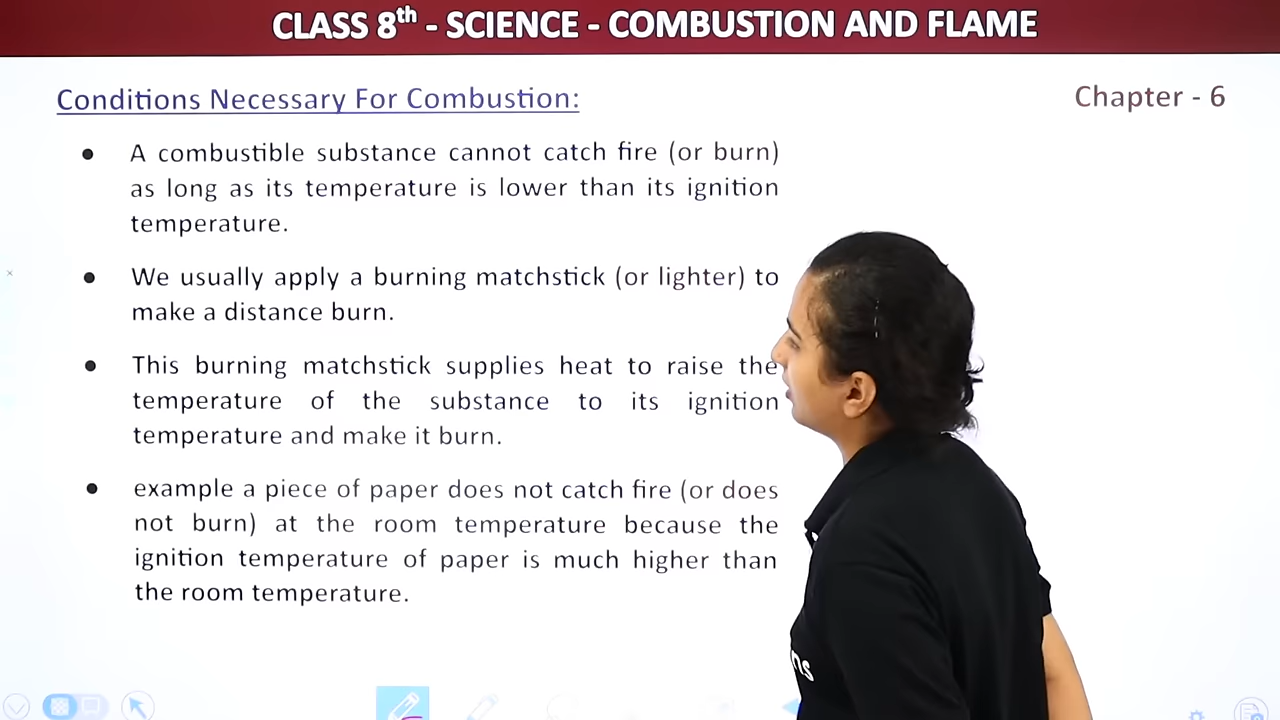 CLASS 8th - SCIENCE - COMBUSTION AND FLAME
Conditions Necessary For Combustion:
Chapter - 6
● A combustible substance cannot catch fire (or burn)
as long as its temperature is lower than its ignition
temperature.
● We usually apply a burning matchstick (or lighter) to
make a distance burn.
● This burning matchstick supplies heat to raise the
temperature of the substance to its ignition
temperature and make it burn.
● example a piece of paper does not catch fire (or does
not burn) at the room temperature because the
ignition temperature of paper is much higher than
the room temperature.